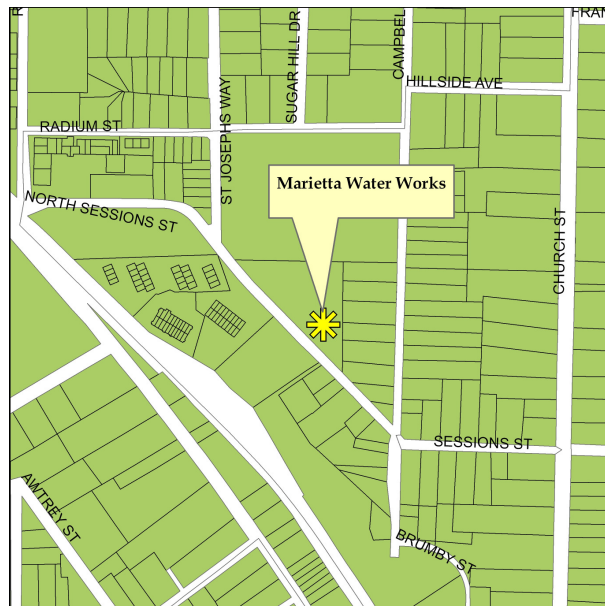 R
FRAN
SUGAR HILL DR
CAMPBEL
HILLSIDE AVE
RADIUM ST
ST JOSEPHS WAY
Marietta Water Works
NORTH SESSIONS ST
CHURCH ST
SESSIONS ST
AWTREY ST
BRUMBY ST